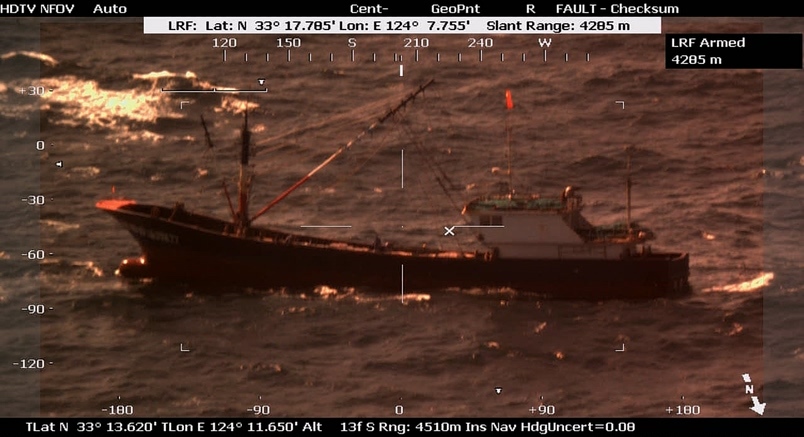 HDTV NFOV Auto Cent- GeoPnt R FAULT - Checksum
LRF: Lat: N 33° 17.785' Lon: E 124° 7.755' Slant Range: 4285 m
120 150 S 210 240 W
LRF Armed
4285 m
+30
0
-30
-60
-90
-120
-180 -90 0 +90 +180
N
TLat N 33° 13.620' TLon E 124° 11.650' Alt 13f S Rng: 4510m Ins Nav HdgUncert=0.08